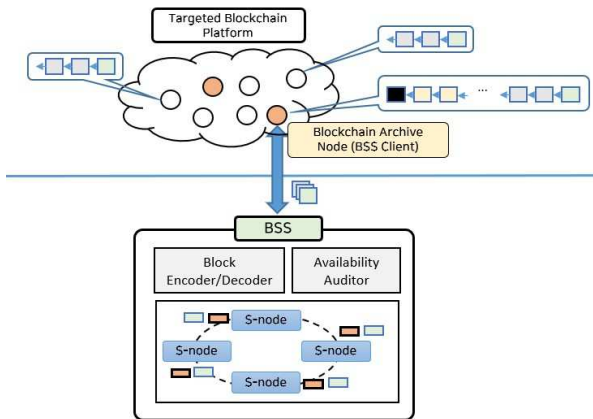 Targeted Blockchain
Platform
...
Blockchain Archive
Node (BSS Client)
BSS
Block
Encoder/Decoder
Availability
Auditor
S-node
S-node
S-node
S-node